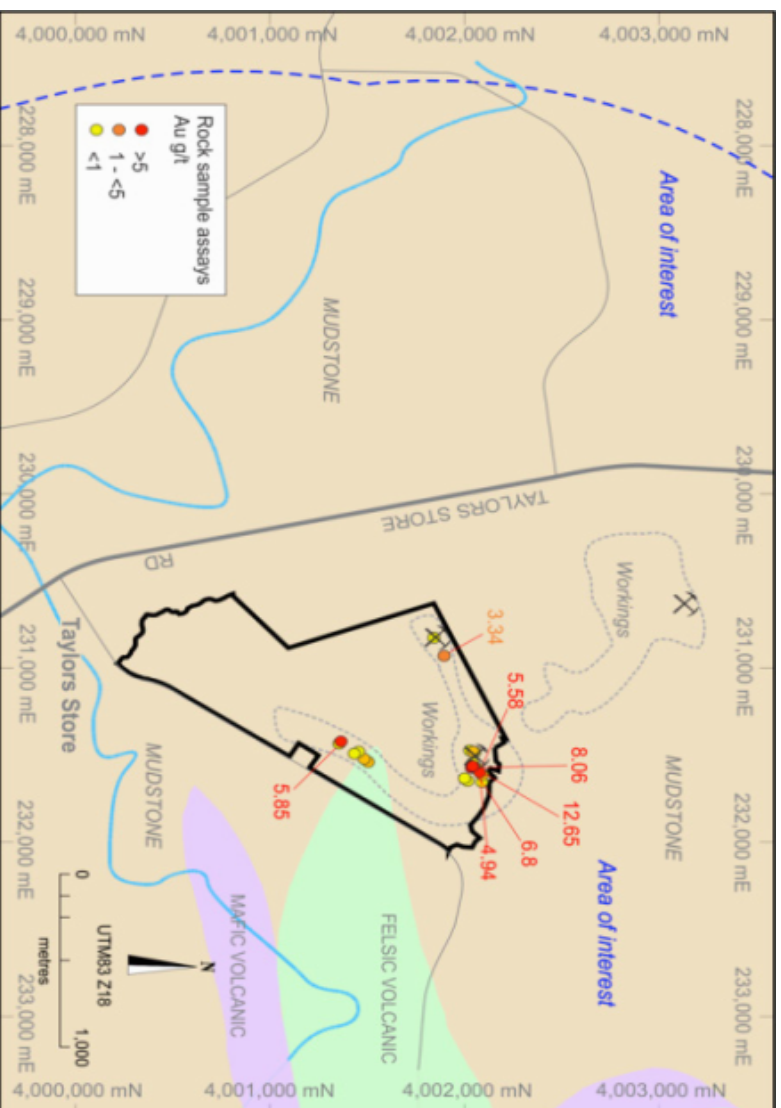 4,000,000 mN
4,001,000 mN
4,002,000 mN
4,003,000 mN
228,000 mE
228,000 mE
Area of interest
Rock sample assays
Au g/t
>5
1 - <5
<1
229,000 mE
229,000 mE
MUDSTONE
230,000 mE
230,000 mE
TAYLORS STORE
RD
Workings
3.34
231,000 mE
231,000 mE
Taylors Store
5.58
Workings
8.06
12.65
6.8
4.94
5.85
MUDSTONE
MUDSTONE
232,000 mE
232,000 mE
Area of interest
MAFIC VOLCANIC
FELSIC VOLCANIC
0
metres
1,000
UTM83 Z18
N
233,000 mE
233,000 mE
4,000,000 mN
4,001,000 mN
4,002,000 mN
4,003,000 mN